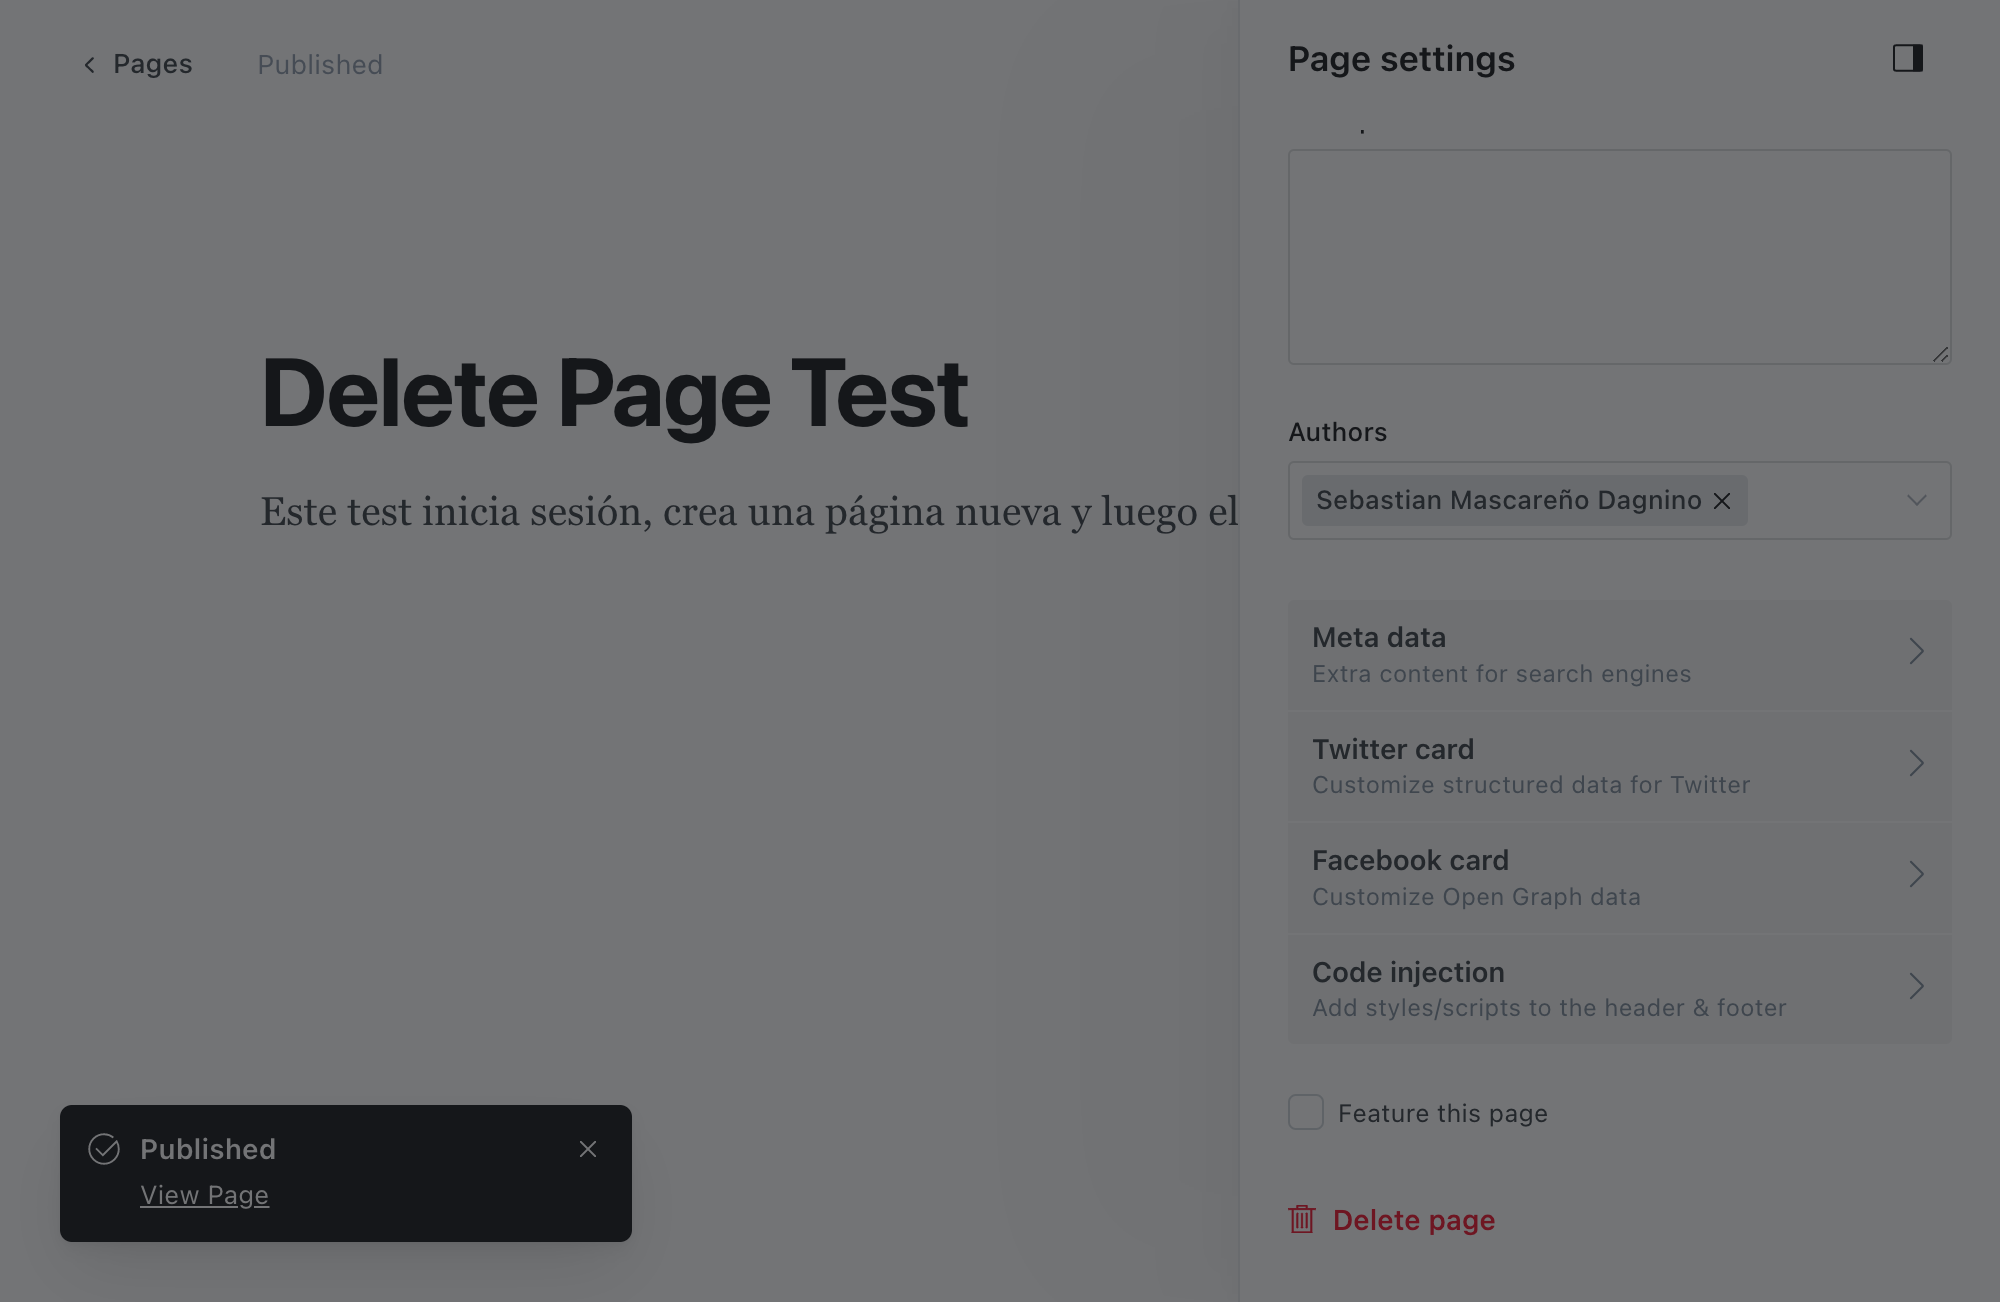 Pages
Published
Page settings
Delete Page Test
Este test inicia sesión, crea una página nueva y luego el
Authors
Sebastian Mascareño Dagnino
Meta data
Extra content for search engines
Twitter card
Customize structured data for Twitter
Facebook card
Customize Open Graph data
Code injection
Add styles/scripts to the header & footer
Feature this page
Delete page
Published
View Page